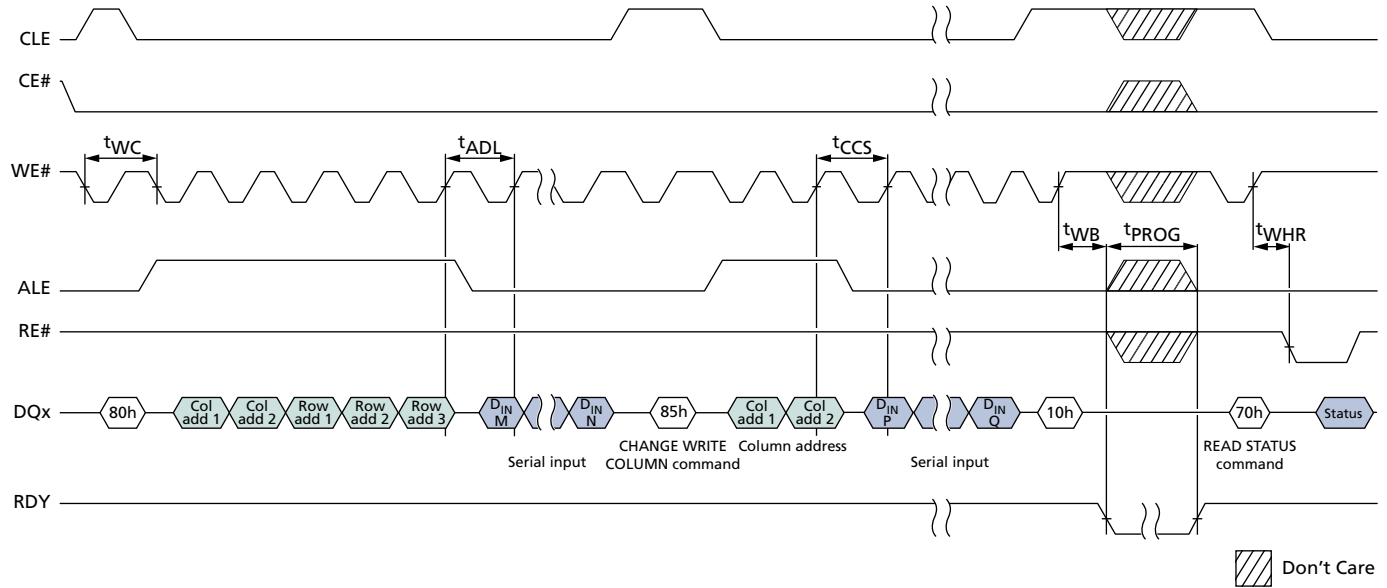 CLE
CE#
tWC
tADL
tCCS
WE#
tWB
tPROG
tWHR
ALE
RE#
DQx
80h
Col add 1
Col add 2
Row add 1
Row add 2
Row add 3
DIN M
DIN N
85h
Col add 1
Col add 2
DIN P
DIN Q
10h
70h
Status
Serial input
CHANGE WRITE
COLUMN command
Column address
Serial input
READ STATUS
command
RDY
Don't Care